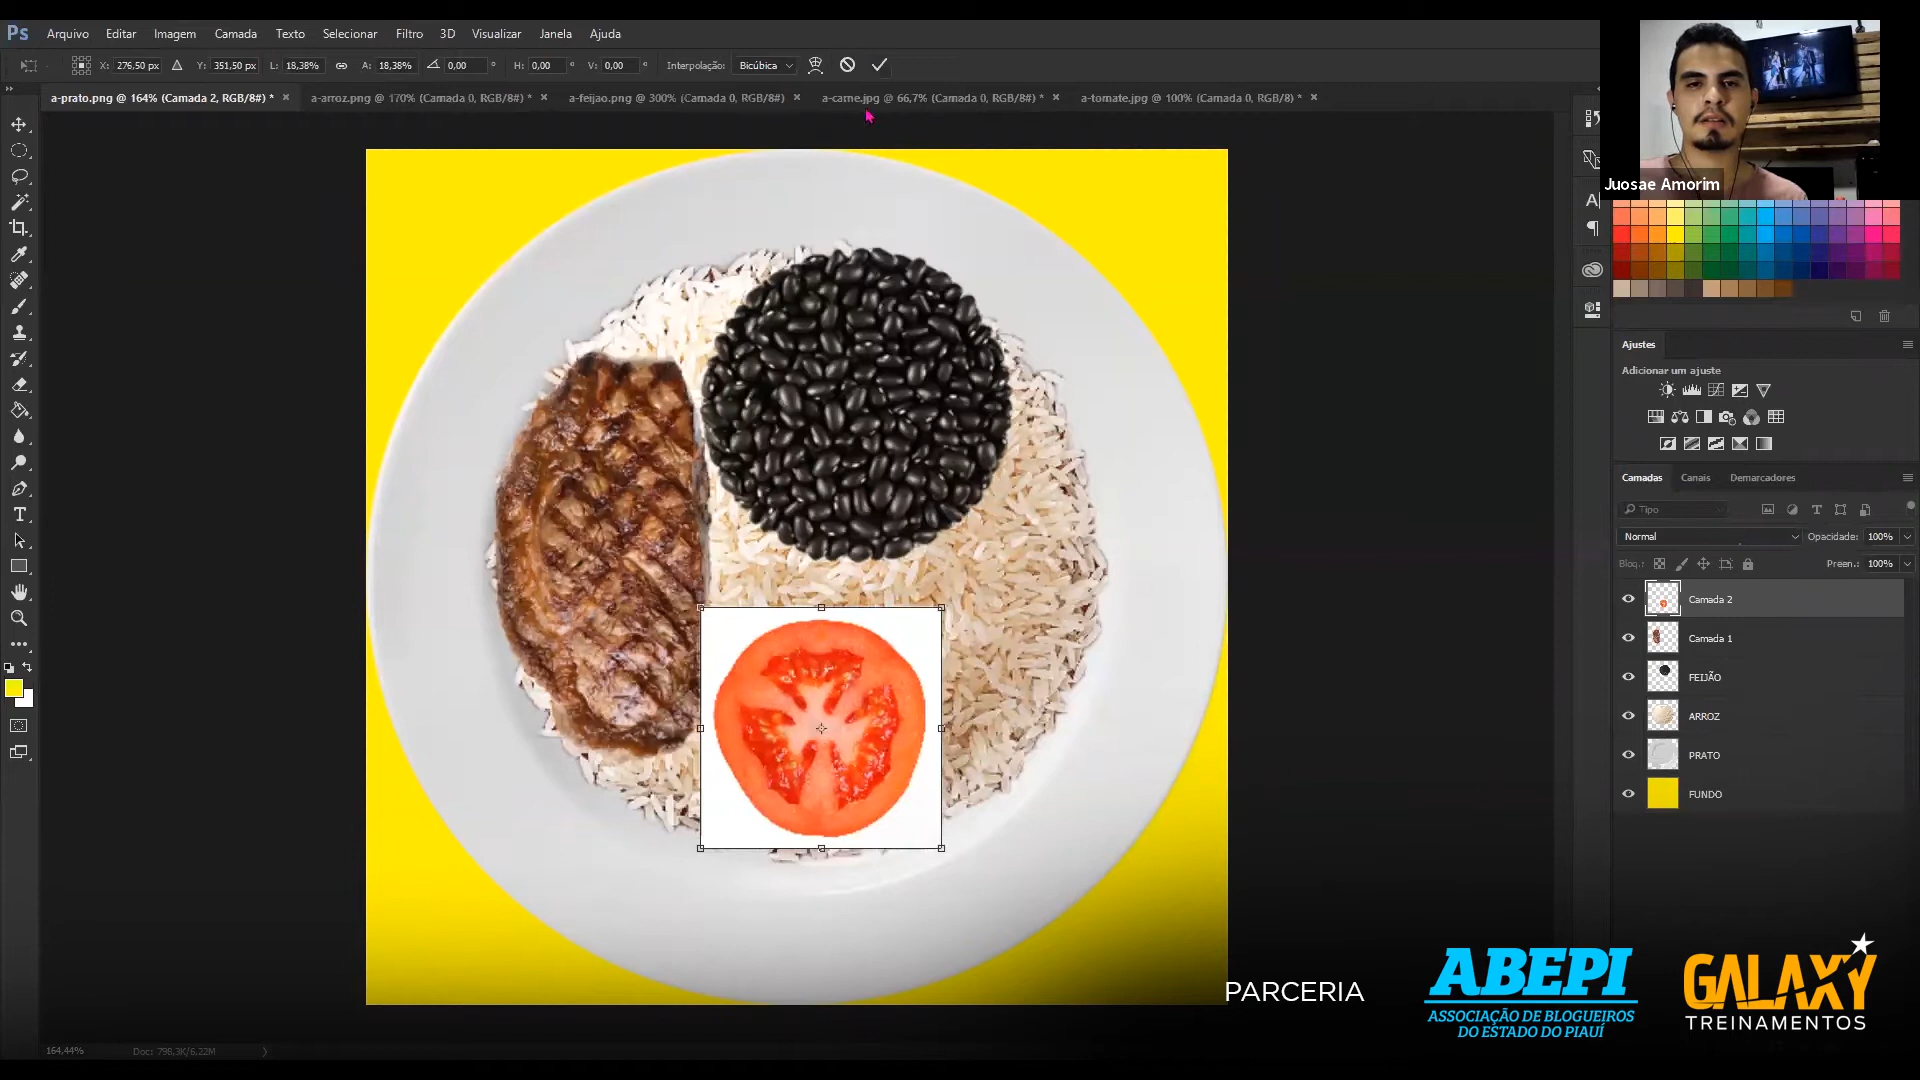 Ps Arquivo Editar Imagem Camada Texto Selecionar Filtro 3D Visualizar Janela Ajuda
X: 276,50 px Y: 351,50 px L: 18,38% A: 18,38% 0,00 ° H: 0,00 ° V: 0,00 ° Interpolação: Bicúbica
a-prato.png @ 164% (Camada 2, RGB/8#) * × a-arroz.png @ 170% (Camada 0, RGB/8#) * × a-feijao.png @ 300% (Camada 0, RGB/8#) × a-carne.jpg @ 66,7% (Camada 0, RGB/8#) * × a-tomate.jpg @ 100% (Camada 0, RGB/8) * ×
Juosae Amorim
Ajustes
Adicionar um ajuste
Camadas Canais Demarcadores
Tipo
Normal Opacidade: 100%
Bloq.: Preen.: 100%
Camada 2
Camada 1
FEIJÃO
ARROZ
PRATO
FUNDO
PARCERIA
ABEPI
ASSOCIAÇÃO DE BLOGUEIROS
DO ESTADO DO PIAUÍ
GALAXY
TREINAMENTOS
164,44% Doc: 798,3K/6,22M